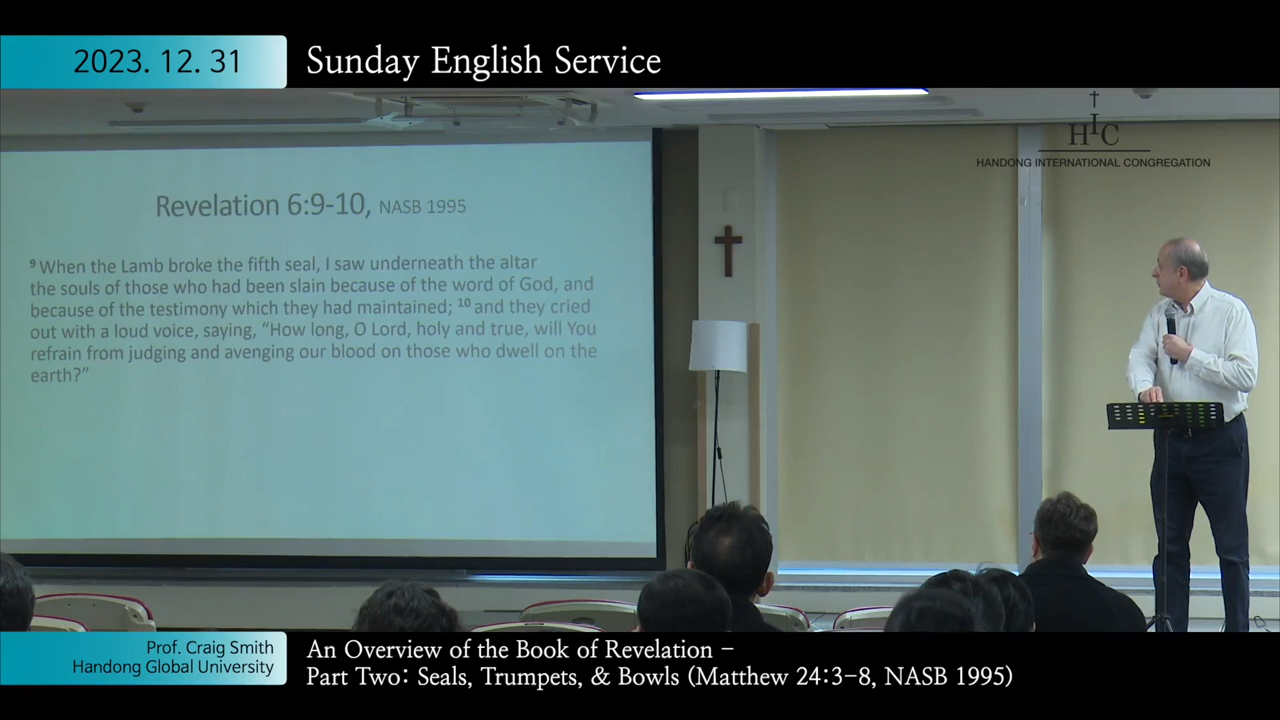 2023. 12. 31
Sunday English Service
HIC
HANDONG INTERNATIONAL CONGREGATION
Revelation 6:9-10, NASB 1995
9 When the Lamb broke the fifth seal, I saw underneath the altar
the souls of those who had been slain because of the word of God, and
because of the testimony which they had maintained; 10 and they cried
out with a loud voice, saying, “How long, O Lord, holy and true, will You
refrain from judging and avenging our blood on those who dwell on the
earth?”
Prof. Craig Smith
Handong Global University
An Overview of the Book of Revelation –
Part Two: Seals, Trumpets, & Bowls (Matthew 24:3-8, NASB 1995)